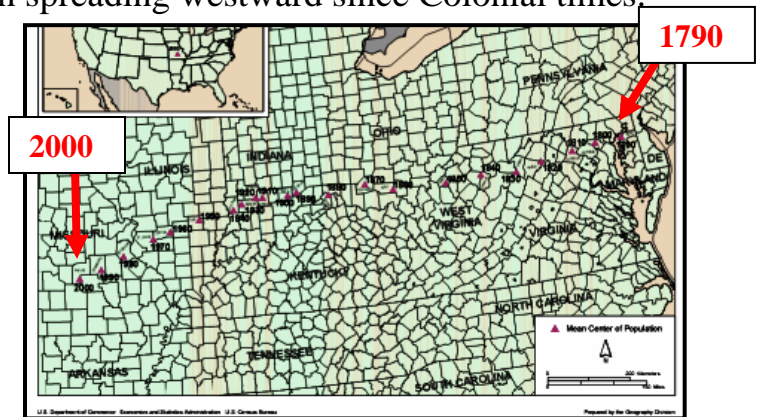 spreading westward since Colonial times.
1790
2000
PENNSYLVANIA
OHIO
INDIANA
ILLINOIS
DE
MARYLAND
WEST
VIRGINIA
VIRGINIA
MISSOURI
KENTUCKY
NORTH CAROLINA
TENNESSEE
ARKANSAS
SOUTH CAROLINA
1790
1800
1810
1820
1830
1840
1850
1860
1870
1880
1890
1900
1910
1920
1930
1940
1950
1960
1970
1980
1990
2000
Mean Center of Population
N
U.S. Department of Commerce Economics and Statistics Administration U.S. Census Bureau
Prepared by the Geography Division